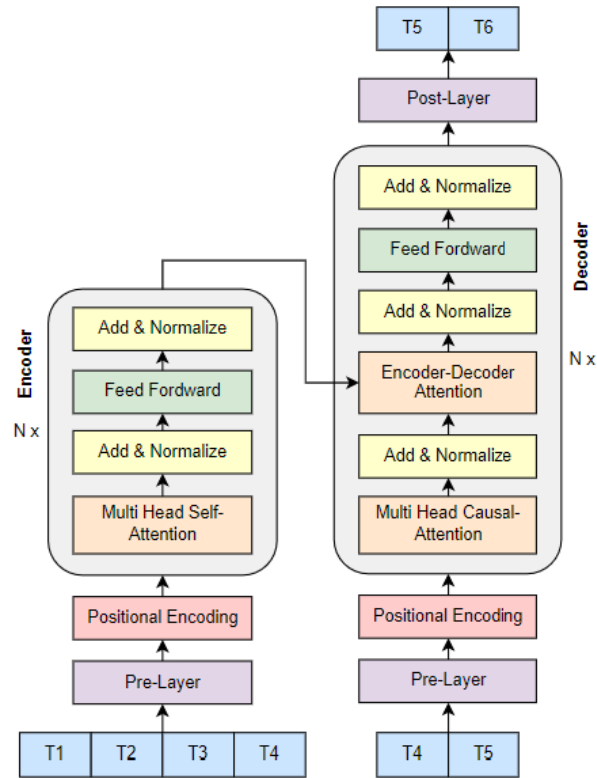 T5 T6
Post-Layer
Add & Normalize
Feed Fordward
Add & Normalize
Encoder-Decoder
Attention
Add & Normalize
Multi Head Causal-
Attention
Decoder
N x
Positional Encoding
Pre-Layer
T4 T5
Encoder
N x
Add & Normalize
Feed Fordward
Add & Normalize
Multi Head Self-
Attention
Positional Encoding
Pre-Layer
T1 T2 T3 T4